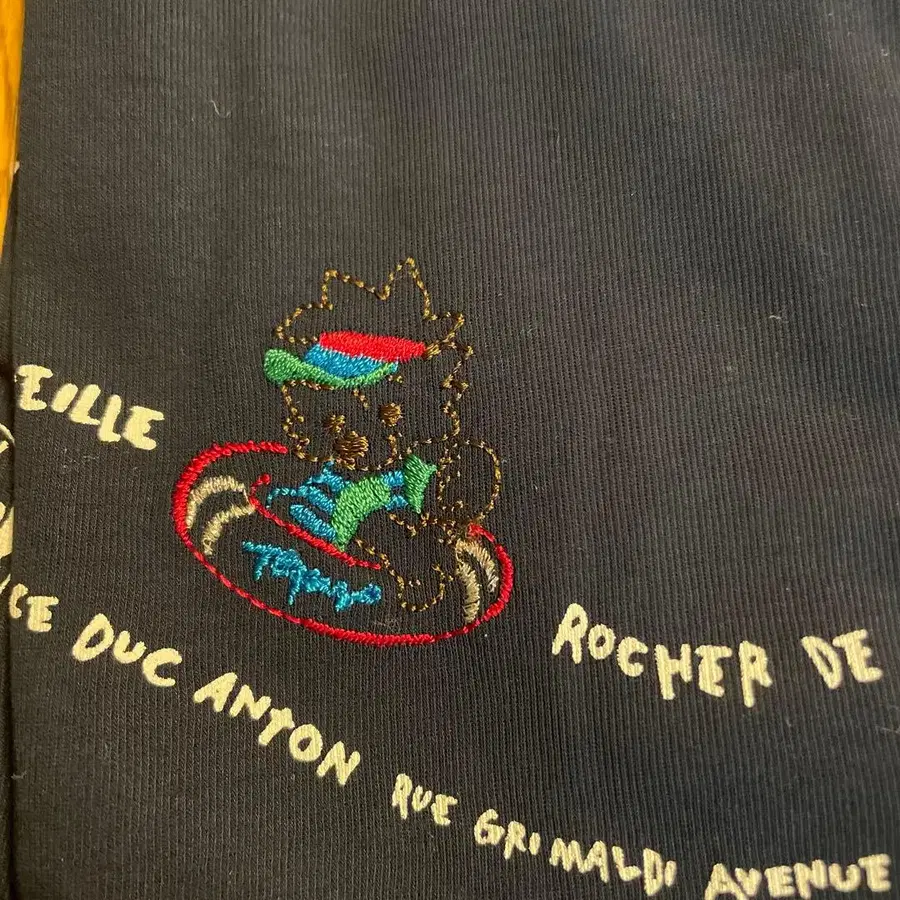 EILLE
ROCHER DE
CE DUC ANTON RUE GRIMALDI AVENUE